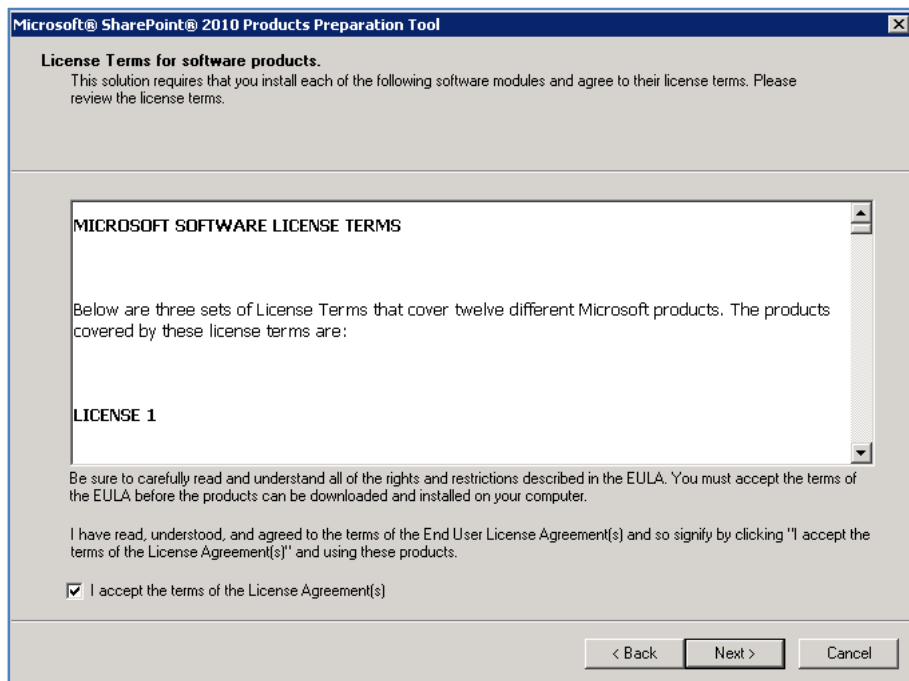 Microsoft® SharePoint® 2010 Products Preparation Tool
License Terms for software products.
This solution requires that you install each of the following software modules and agree to their license terms. Please
review the license terms.
MICROSOFT SOFTWARE LICENSE TERMS
Below are three sets of License Terms that cover twelve different Microsoft products. The products
covered by these license terms are:
LICENSE 1
Be sure to carefully read and understand all of the rights and restrictions described in the EULA. You must accept the terms of
the EULA before the products can be downloaded and installed on your computer.
I have read, understood, and agreed to the terms of the End User License Agreement(s) and so signify by clicking "I accept the
terms of the License Agreement(s)" and using these products.
I accept the terms of the License Agreement(s)
< Back Next > Cancel